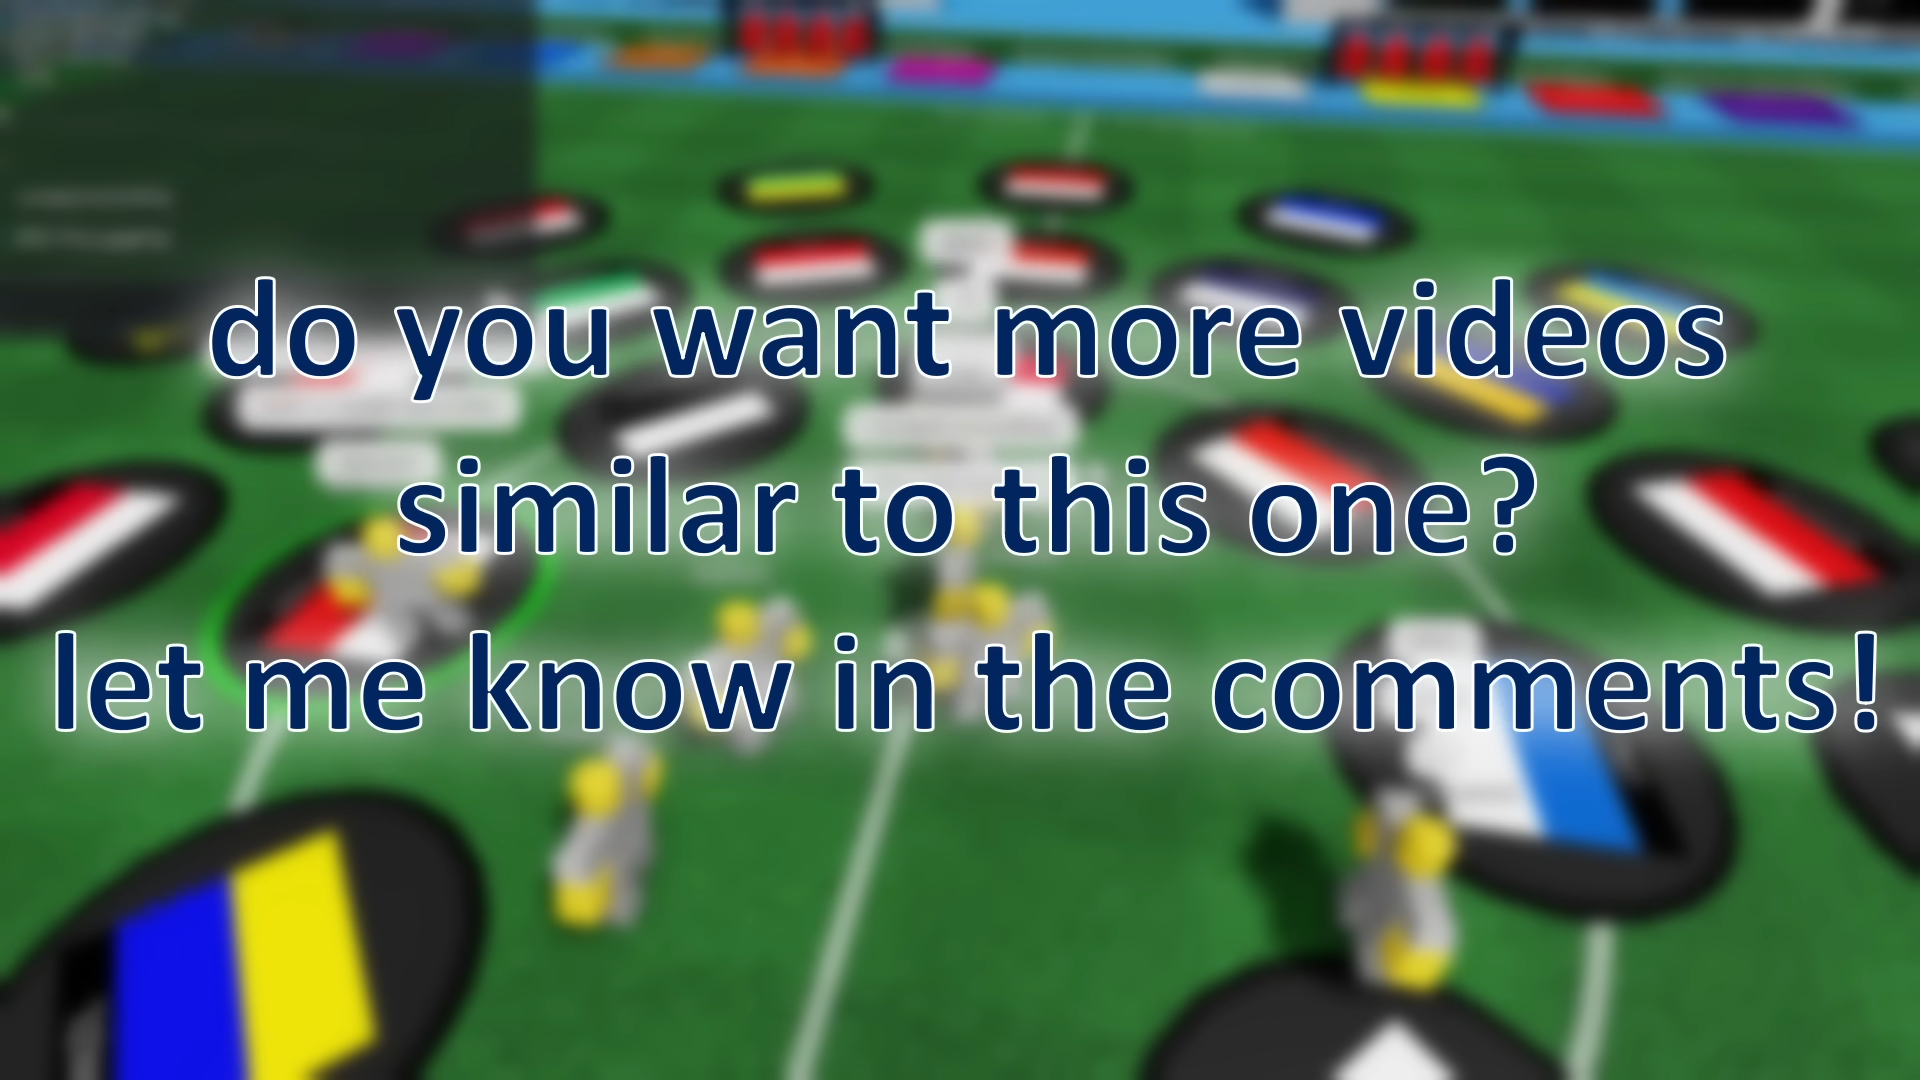 do you want more videos
similar to this one?
let me know in the comments!